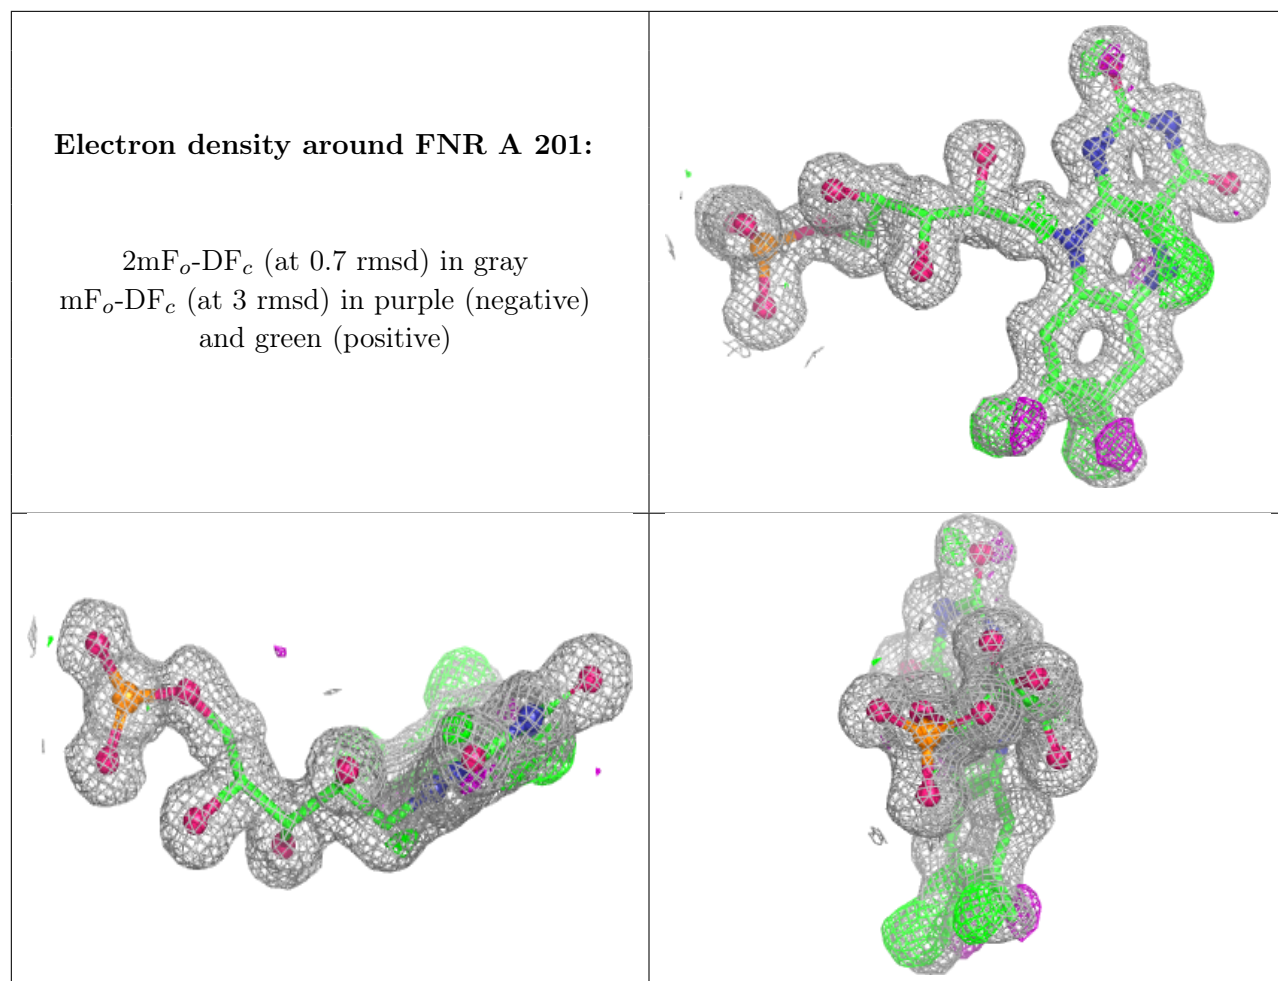 Electron density around FNR A 201:
2mFₒ-DF𝒸 (at 0.7 rmsd) in gray
mFₒ-DF𝒸 (at 3 rmsd) in purple (negative)
and green (positive)